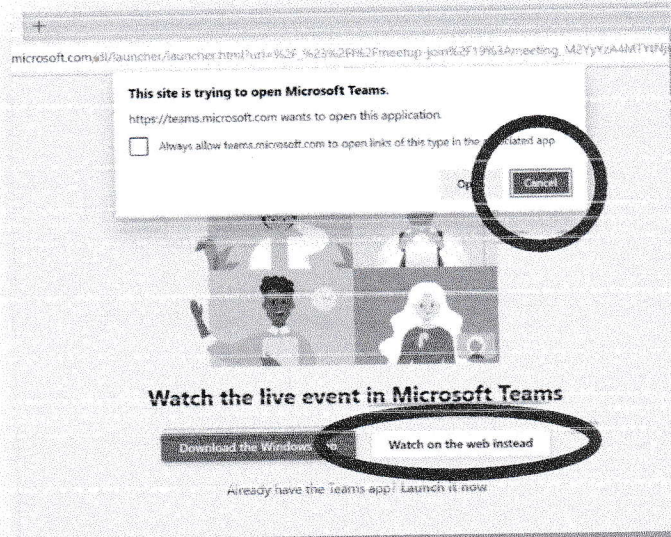 +
microsoft.com
This site is trying to open Microsoft Teams.
https://teams.microsoft.com wants to open this application.
Always allow teams.microsoft.com to open links of this type in the app
Cancel
Watch the live event in Microsoft Teams
Download the Windows
Watch on the web instead
Already have the Teams app? Launch it now